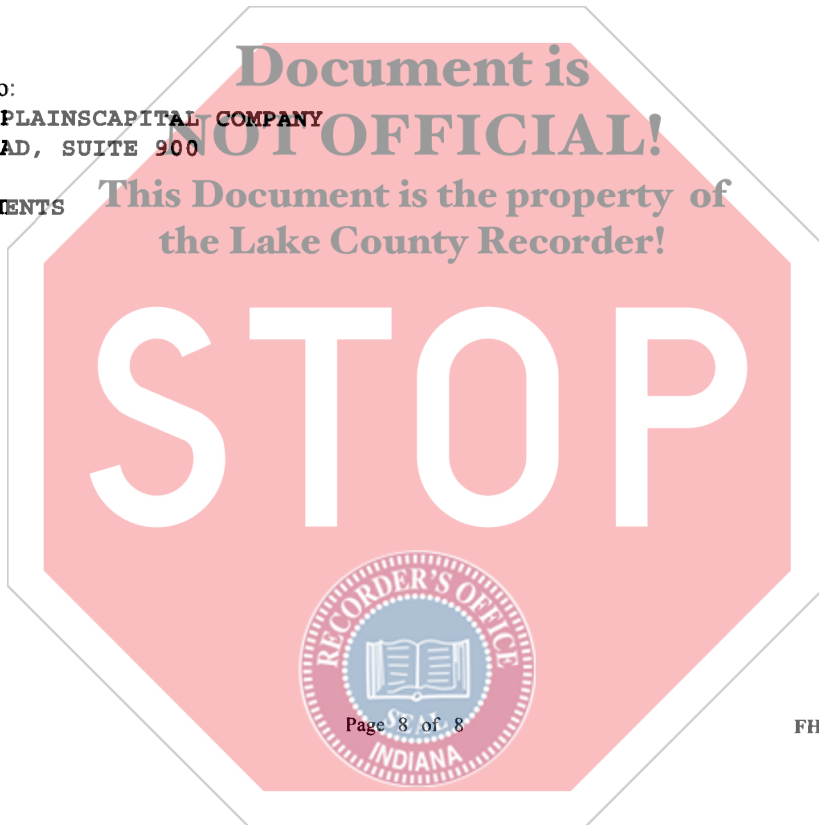 Document is
o:
PLAINSCAPITAL COMPANY
NOT OFFICIAL!
AD, SUITE 900
This Document is the property of
ENTS
the Lake County Recorder!
STOP
RECORDER'S OFFICE
SEAL
Page 8 of 8
FH
INDIANA